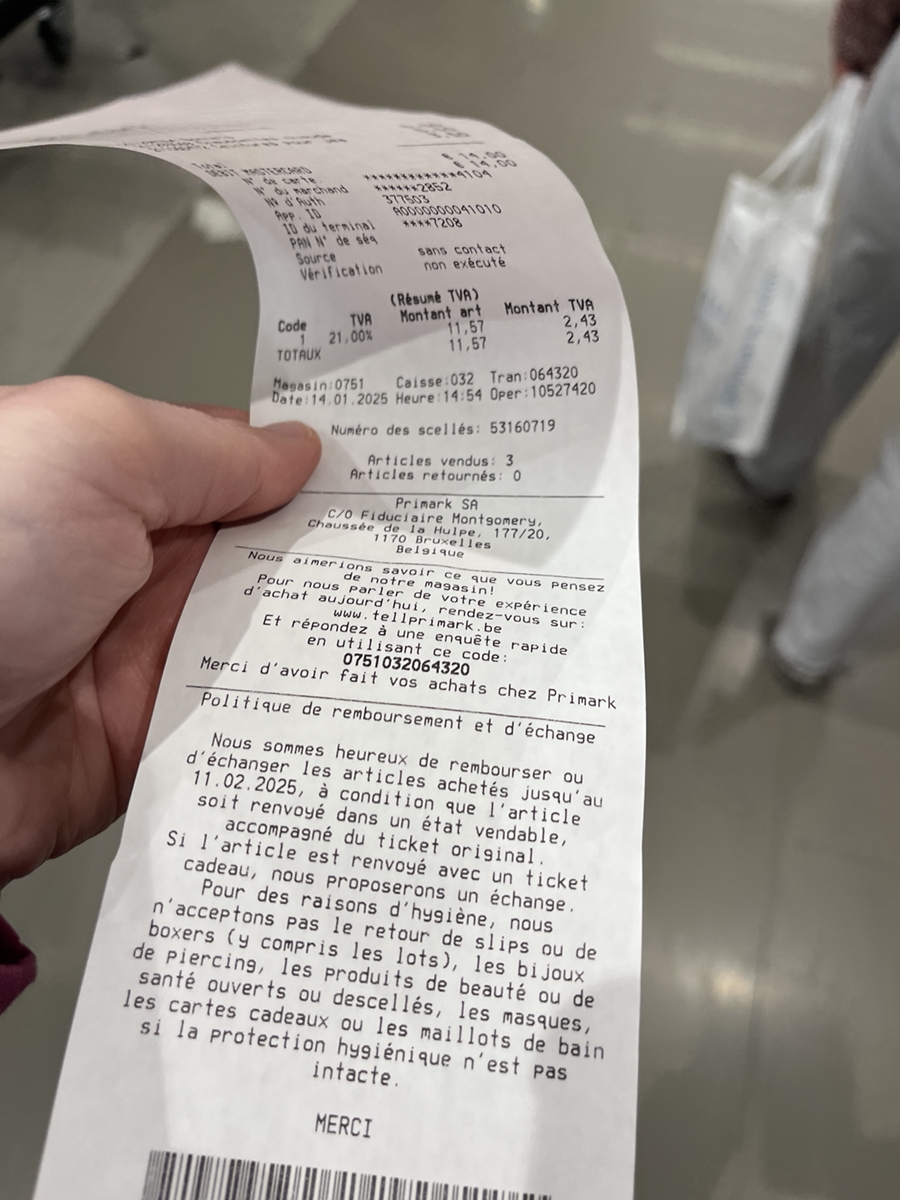 Total € 14.00
DEBIT MASTERCARD € 14.00
N° de carte ************4104
N° du marchand ******2852
Nº d'Auth 377503
App. ID A0000000041010
ID du terminal ****7208
PAN N° de séq
Source sans contact
Vérification non exécuté
(Résumé TVA)
Code TVA Montant art Montant TVA
1 21,00% 11,57 2,43
TOTAUX 11,57 2,43
Magasin:0751 Caisse:032 Tran:064320
Date:14.01.2025 Heure:14:54 Oper:10527420
Numéro des scellés: 53160719
Articles vendus: 3
Articles retournés: 0
Primark SA
C/O Fiduciaire Montgomery,
Chaussée de la Hulpe, 177/20,
1170 Bruxelles
Belgique
Nous aimerions savoir ce que vous pensez
de notre magasin!
Pour nous parler de votre expérience
d'achat aujourd'hui, rendez-vous sur:
www.tellprimark.be
Et répondez à une enquête rapide
en utilisant ce code:
0751032064320
Merci d'avoir fait vos achats chez Primark
Politique de remboursement et d'échange
Nous sommes heureux de rembourser ou
d'échanger les articles achetés jusqu'au
11.02.2025, à condition que l'article
soit renvoyé dans un état vendable,
accompagné du ticket original.
Si l'article est renvoyé avec un ticket
cadeau, nous proposerons un échange.
Pour des raisons d'hygiène, nous
n'acceptons pas le retour de slips ou de
boxers (y compris les lots), les bijoux
de piercing, les produits de beauté ou de
santé ouverts ou descellés, les masques,
les cartes cadeaux ou les maillots de bain
si la protection hygiénique n'est pas
intacte.
MERCI